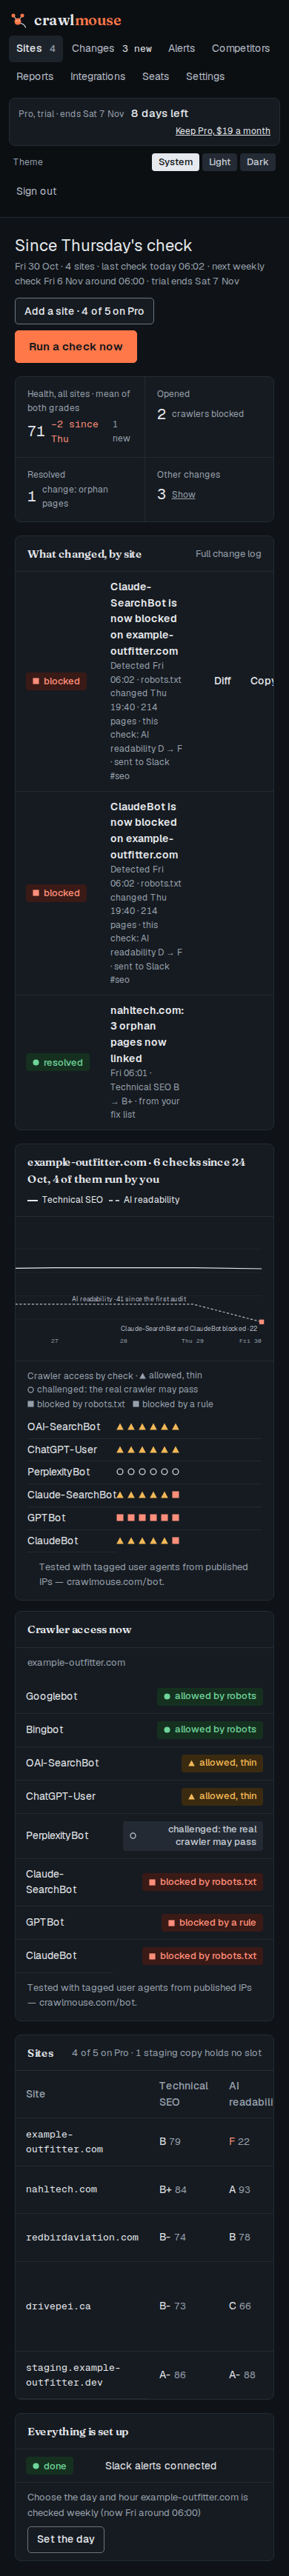 crawlmouse
Sites 4 Changes 3 new Alerts Competitors
Reports Integrations Seats Settings
Pro, trial · ends Sat 7 Nov 8 days left
Keep Pro, $19 a month
Theme System Light Dark
Sign out
Since Thursday's check
Fri 30 Oct · 4 sites · last check today 06:02 · next weekly
check Fri 6 Nov around 06:00 · trial ends Sat 7 Nov
Add a site · 4 of 5 on Pro
Run a check now
Health, all sites · mean of
both grades
71 −2 since
Thu
1
new
Opened
2 crawlers blocked
Resolved
1 change: orphan
pages
Other changes
3 Show
What changed, by site Full change log
blocked
Claude-
SearchBot is
now blocked
on example-
outfitter.com
Detected Fri
06:02 · robots.txt
changed Thu
19:40 · 214
pages · this
check: AI
readability D → F
· sent to Slack
#seo
Diff Copy
blocked
ClaudeBot is
now blocked
on example-
outfitter.com
Detected Fri
06:02 · robots.txt
changed Thu
19:40 · 214
pages · this
check: AI
readability D → F
· sent to Slack
#seo
resolved
nahltech.com:
3 orphan
pages now
linked
Fri 06:01 ·
Technical SEO B
→ B+ · from your
fix list
example-outfitter.com · 6 checks since 24
Oct, 4 of them run by you
Technical SEO AI readability
AI readability · 41 since the first audit
Claude-SearchBot and ClaudeBot blocked · 22
27 28 Thu 29 Fri 30
Crawler access by check · ▲ allowed, thin
○ challenged: the real crawler may pass
■ blocked by robots.txt ■ blocked by a rule
OAI-SearchBot ▲ ▲ ▲ ▲ ▲ ▲
ChatGPT-User ▲ ▲ ▲ ▲ ▲ ▲
PerplexityBot ○ ○ ○ ○ ○ ○
Claude-SearchBot ▲ ▲ ▲ ▲ ▲ ■
GPTBot ■ ■ ■ ■ ■ ■
ClaudeBot ▲ ▲ ▲ ▲ ▲ ■
Tested with tagged user agents from published
IPs — crawlmouse.com/bot.
Crawler access now
example-outfitter.com
Googlebot ● allowed by robots
Bingbot ● allowed by robots
OAI-SearchBot ▲ allowed, thin
ChatGPT-User ▲ allowed, thin
PerplexityBot ○ challenged: the real
crawler may pass
Claude-
SearchBot ■ blocked by robots.txt
GPTBot ■ blocked by a rule
ClaudeBot ■ blocked by robots.txt
Tested with tagged user agents from published IPs
— crawlmouse.com/bot.
Sites 4 of 5 on Pro · 1 staging copy holds no slot
Site Technical
SEO
AI
readabili
example-
outfitter.com B 79 F 22
nahltech.com B+ 84 A 93
redbirdaviation.com B- 74 B 78
drivepei.ca B- 73 C 66
staging.example-
outfitter.dev A- 86 A- 88
Everything is set up
● done Slack alerts connected
Choose the day and hour example-outfitter.com is
checked weekly (now Fri around 06:00)
Set the day